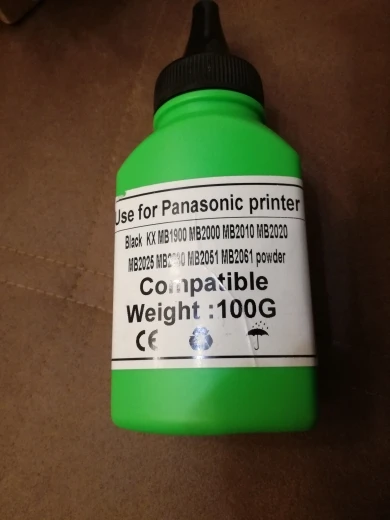 Use for Panasonic printer
Black KX MB1900 MB2000 MB2010 MB2020
MB2025 MB2051 MB2061 powder
Compatible
Weight :100G
CE